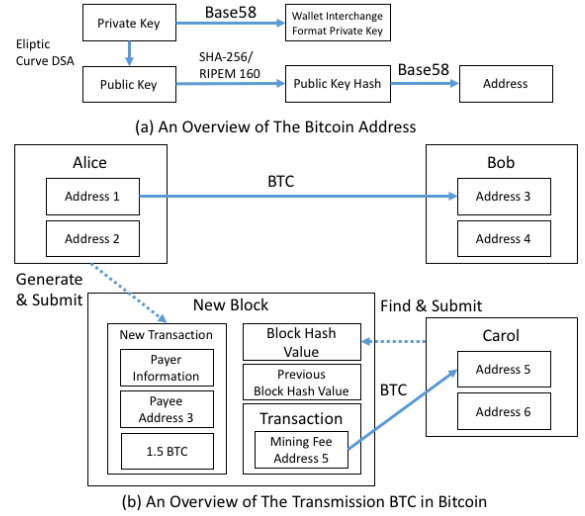 Private Key
Base58
Wallet Interchange
Format Private Key
Eliptic
Curve DSA
Public Key
SHA-256/
RIPEM 160
Public Key Hash
Base58
Address
(a) An Overview of The Bitcoin Address
Alice
Address 1
Address 2
BTC
Bob
Address 3
Address 4
Generate
& Submit
New Block
New Transaction
Payer
Information
Payee
Address 3
1.5 BTC
Block Hash
Value
Previous
Block Hash Value
Transaction
Mining Fee
Address 5
Find & Submit
BTC
Carol
Address 5
Address 6
(b) An Overview of The Transmission BTC in Bitcoin